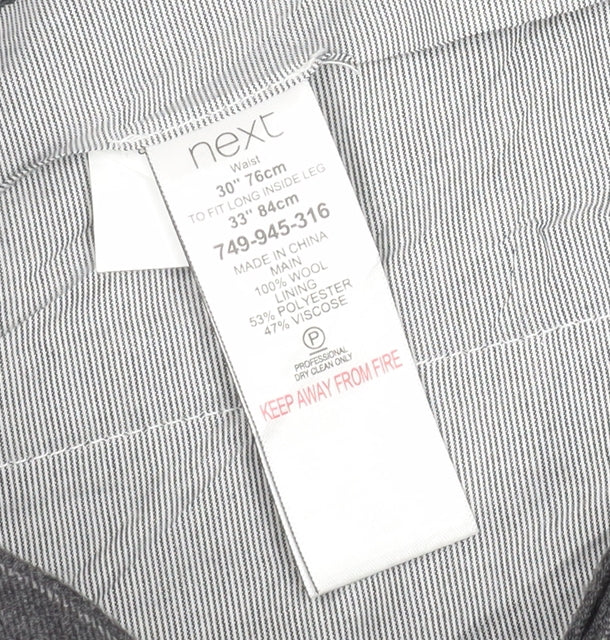 next
Waist
30" 76cm
TO FIT LONG INSIDE LEG
33" 84cm
749-945-316
MADE IN CHINA
MAIN
100% WOOL
LINING
53% POLYESTER
47% VISCOSE
P
PROFESSIONAL
DRY CLEAN ONLY
KEEP AWAY FROM FIRE